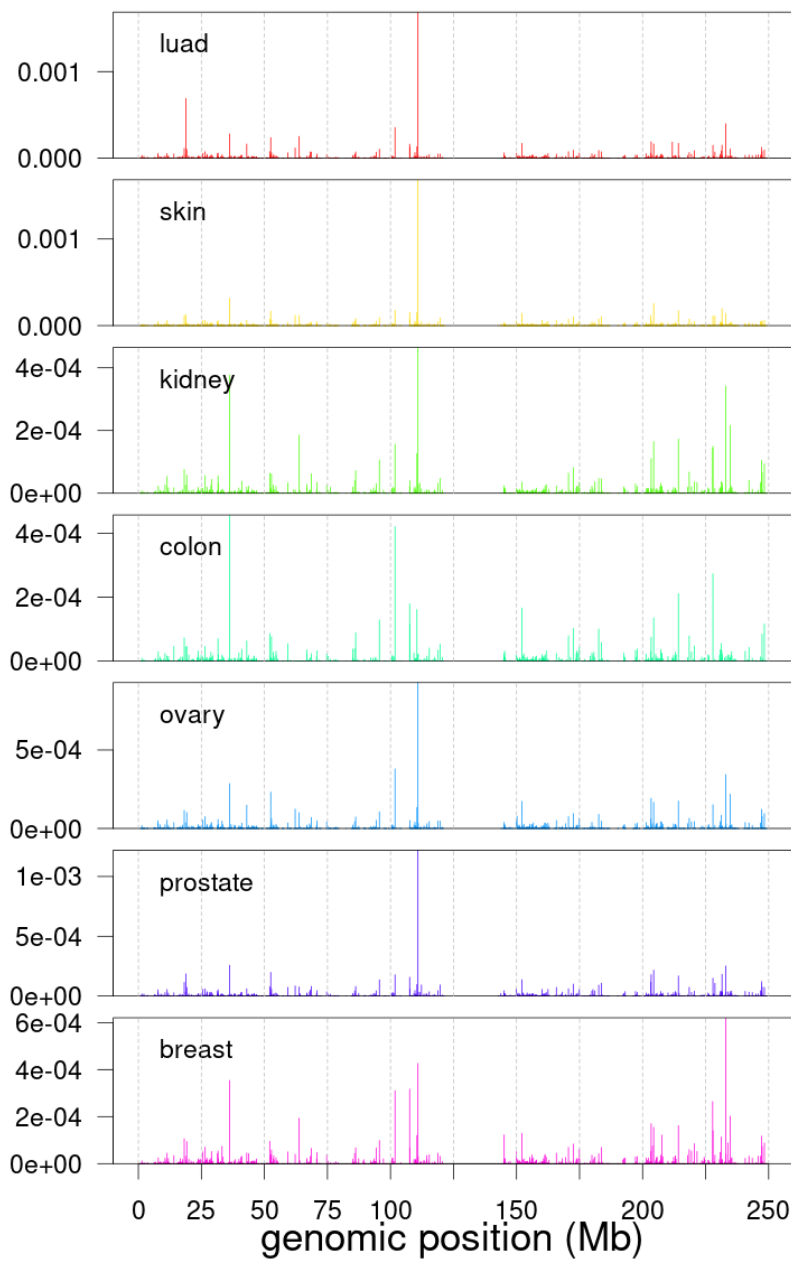 luad
0.001
0.000
skin
0.001
0.000
kidney
4e-04
2e-04
0e+00
colon
4e-04
2e-04
0e+00
ovary
5e-04
0e+00
prostate
1e-03
5e-04
0e+00
breast
6e-04
4e-04
2e-04
0e+00
0 25 50 75 100 150 200 250
genomic position (Mb)